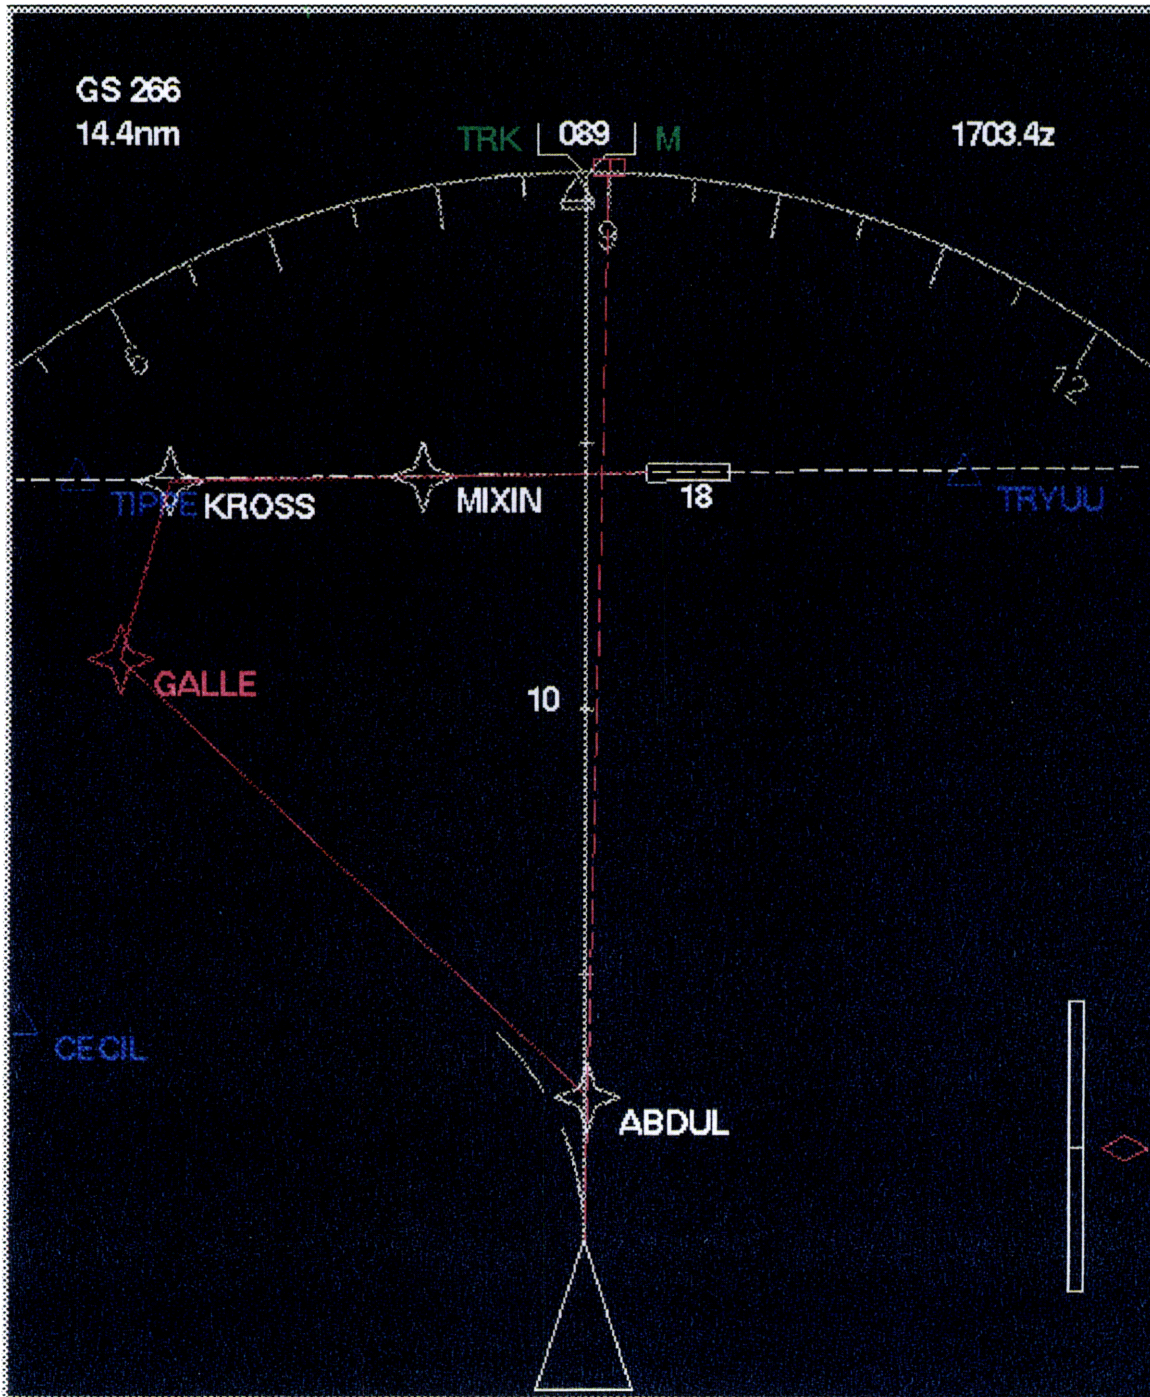 GS 266
14.4nm
TRK 089 M
1703.4z
9
6
12
TIPPE
KROSS
MIXIN
18
TRYUU
GALLE
10
CECIL
ABDUL